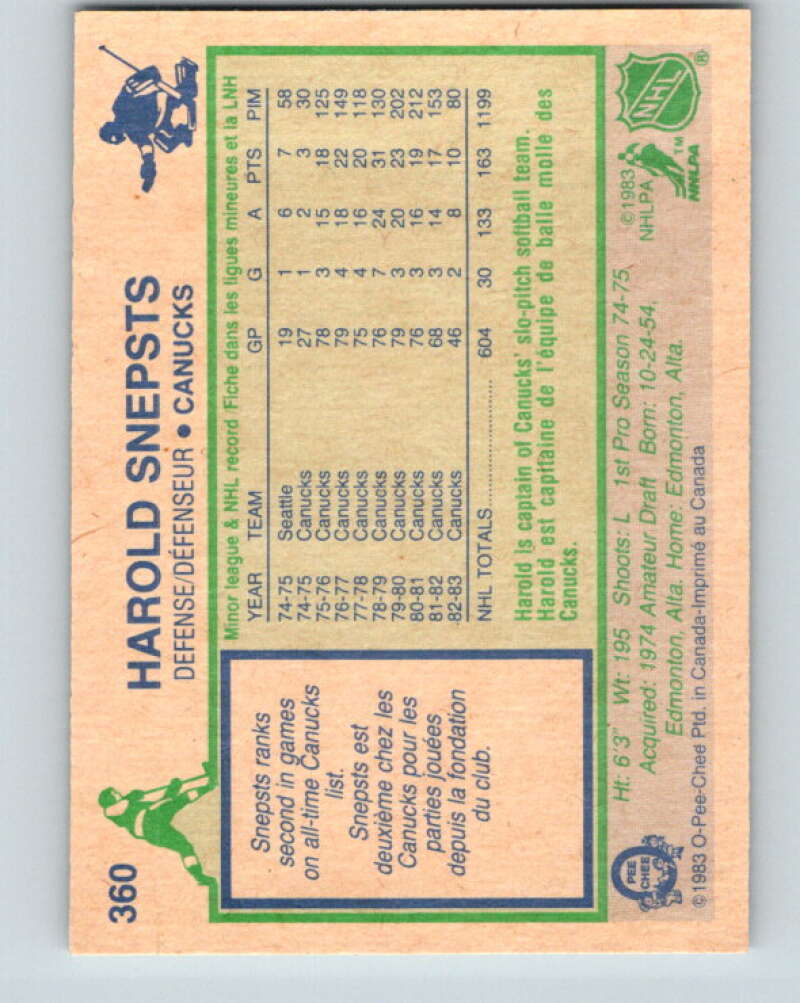 360
HAROLD SNEPSTS
DEFENSE/DÉFENSEUR • CANUCKS
Snepsts ranks
second in games
on all-time Canucks
list.
Snepsts est
deuxième chez les
Canucks pour les
parties jouées
depuis la fondation
du club.
Minor league & NHL record/Fiche dans les ligues mineures et la LNH
YEAR TEAM GP G A PTS PIM
74-75 Seattle 19 1 6 7 58
74-75 Canucks 27 1 2 3 30
75-76 Canucks 78 3 15 18 125
76-77 Canucks 79 4 18 22 149
77-78 Canucks 75 4 16 20 118
78-79 Canucks 76 7 24 31 130
79-80 Canucks 79 3 20 23 202
80-81 Canucks 76 3 16 19 212
81-82 Canucks 68 3 14 17 153
82-83 Canucks 46 2 8 10 80
NHL TOTALS 604 30 133 163 1199
Harold is captain of Canucks' slo-pitch softball team.
Harold est capitaine de l'équipe de balle molle des
Canucks.
Ht: 6'3" Wt: 195 Shoots: L 1st Pro Season 74-75
Acquired: 1974 Amateur Draft Born: 10-24-54,
Edmonton, Alta. Home: Edmonton, Alta.
©1983 O-Pee-Chee Ptd. in Canada-Imprimé au Canada
O PEE CHEE
©1983
NHLPA
NHLPA TM
NHL ®